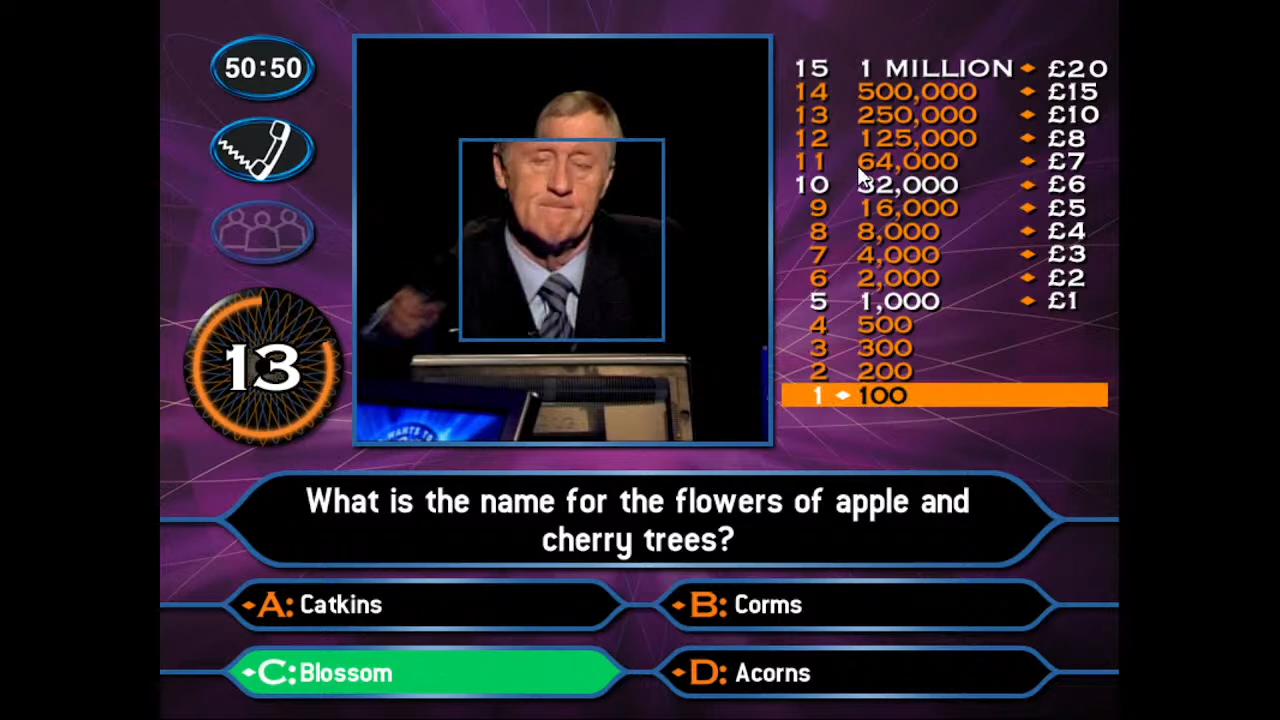 50:50
15 1 MILLION £20
14 500,000 £15
13 250,000 £10
12 125,000 £8
11 64,000 £7
10 32,000 £6
9 16,000 £5
8 8,000 £4
7 4,000 £3
6 2,000 £2
5 1,000 £1
4 500
3 300
2 200
1 100
13
WANTS TO
What is the name for the flowers of apple and
cherry trees?
A: Catkins
B: Corms
C: Blossom
D: Acorns